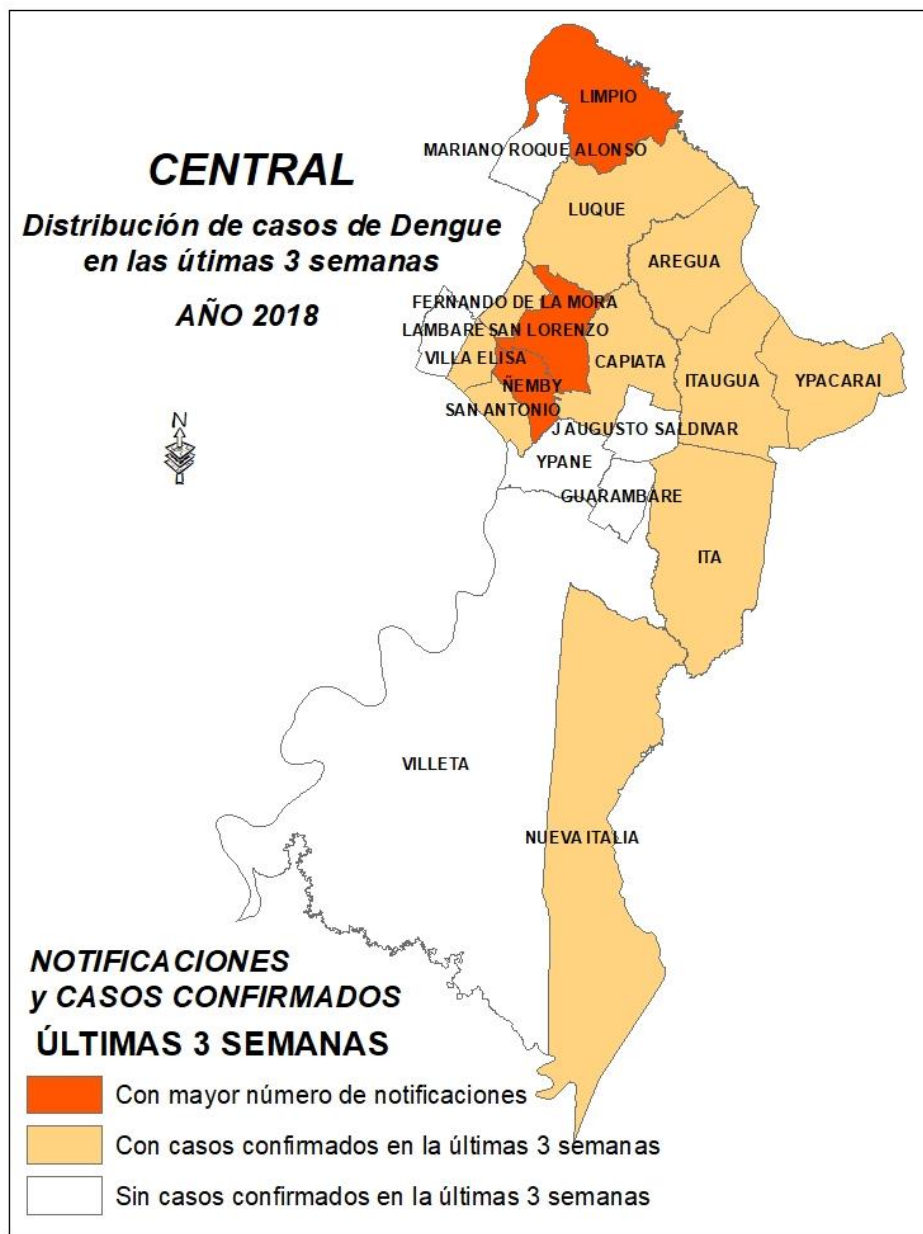 CENTRAL
Distribución de casos de Dengue
en las útimas 3 semanas
AÑO 2018
N
LIMPIO
MARIANO ROQUE ALONSO
LUQUE
AREGUA
FERNANDO DE LA MORA
LAMBARE
SAN LORENZO
VILLA ELISA
CAPIATA
ITAUGUA
YPACARAI
ÑEMBY
SAN ANTONIO
J AUGUSTO SALDIVAR
YPANE
GUARAMBARE
ITA
VILLETA
NUEVA ITALIA
NOTIFICACIONES
y CASOS CONFIRMADOS
ÚLTIMAS 3 SEMANAS
Con mayor número de notificaciones
Con casos confirmados en la últimas 3 semanas
Sin casos confirmados en la últimas 3 semanas